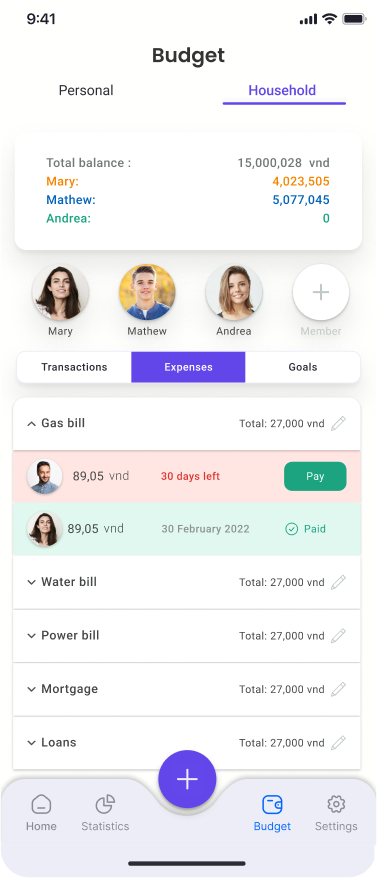 9:41
Budget
Personal Household
Total balance : 15,000,028 vnd
Mary: 4,023,505
Mathew: 5,077,045
Andrea: 0
Mary Mathew Andrea Member
Transactions Expenses Goals
Gas bill Total: 27,000 vnd
89,05 vnd 30 days left Pay
89,05 vnd 30 February 2022 Paid
Water bill Total: 27,000 vnd
Power bill Total: 27,000 vnd
Mortgage Total: 27,000 vnd
Loans Total: 27,000 vnd
Home Statistics Budget Settings